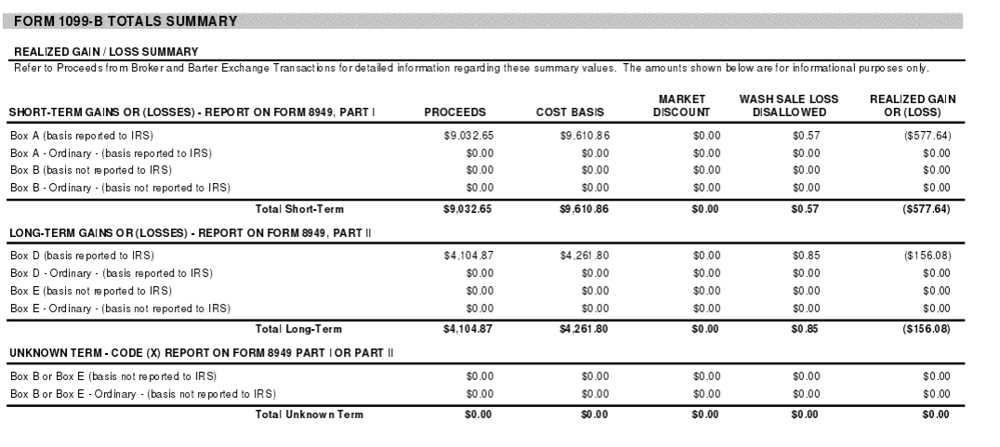 FORM 1099-B TOTALS SUMMARY
REALIZED GAIN / LOSS SUMMARY
Refer to Proceeds from Broker and Barter Exchange Transactions for detailed information regarding these summary values. The amounts shown below are for informational purposes only.
MARKET WASH SALE LOSS REALIZED GAIN
SHORT-TERM GAINS OR (LOSSES) - REPORT ON FORM 8949, PART I PROCEEDS COST BASIS DISCOUNT DISALLOWED OR (LOSS)
Box A (basis reported to IRS) $9,032.65 $9,610.86 $0.00 $0.57 ($577.64)
Box A - Ordinary - (basis reported to IRS) $0.00 $0.00 $0.00 $0.00 $0.00
Box B (basis not reported to IRS) $0.00 $0.00 $0.00 $0.00 $0.00
Box B - Ordinary - (basis not reported to IRS) $0.00 $0.00 $0.00 $0.00 $0.00
Total Short-Term $9,032.65 $9,610.86 $0.00 $0.57 ($577.64)
LONG-TERM GAINS OR (LOSSES) - REPORT ON FORM 8949, PART II
Box D (basis reported to IRS) $4,104.87 $4,261.80 $0.00 $0.85 ($156.08)
Box D - Ordinary - (basis reported to IRS) $0.00 $0.00 $0.00 $0.00 $0.00
Box E (basis not reported to IRS) $0.00 $0.00 $0.00 $0.00 $0.00
Box E - Ordinary - (basis not reported to IRS) $0.00 $0.00 $0.00 $0.00 $0.00
Total Long-Term $4,104.87 $4,261.80 $0.00 $0.85 ($156.08)
UNKNOWN TERM - CODE (X) REPORT ON FORM 8949 PART I OR PART II
Box B or Box E (basis not reported to IRS) $0.00 $0.00 $0.00 $0.00 $0.00
Box B or Box E - Ordinary - (basis not reported to IRS) $0.00 $0.00 $0.00 $0.00 $0.00
Total Unknown Term $0.00 $0.00 $0.00 $0.00 $0.00